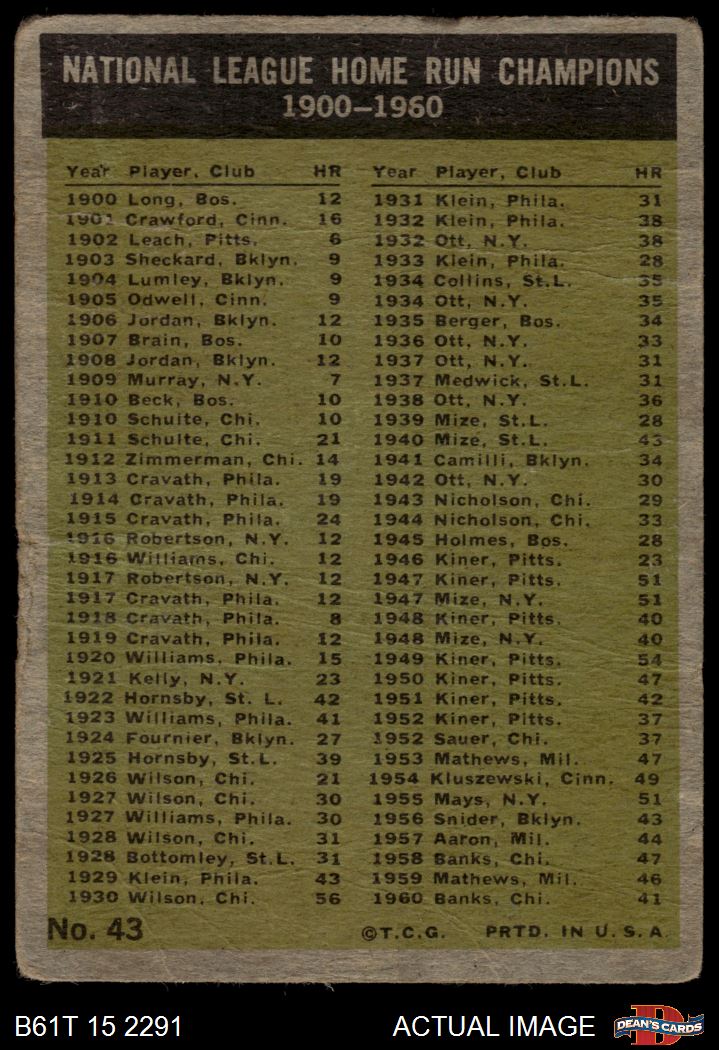 NATIONAL LEAGUE HOME RUN CHAMPIONS
1900–1960
Year Player, Club HR
1900 Long, Bos. 12
1901 Crawford, Cinn. 16
1902 Leach, Pitts. 6
1903 Sheckard, Bklyn. 9
1904 Lumley, Bklyn. 9
1905 Odwell, Cinn. 9
1906 Jordan, Bklyn. 12
1907 Brain, Bos. 10
1908 Jordan, Bklyn. 12
1909 Murray, N.Y. 7
1910 Beck, Bos. 10
1910 Schulte, Chi. 10
1911 Schulte, Chi. 21
1912 Zimmerman, Chi. 14
1913 Cravath, Phila. 19
1914 Cravath, Phila. 19
1915 Cravath, Phila. 24
1916 Robertson, N.Y. 12
1916 Williams, Chi. 12
1917 Robertson, N.Y. 12
1917 Cravath, Phila. 12
1918 Cravath, Phila. 8
1919 Cravath, Phila. 12
1920 Williams, Phila. 15
1921 Kelly, N.Y. 23
1922 Hornsby, St. L. 42
1923 Williams, Phila. 41
1924 Fournier, Bklyn. 27
1925 Hornsby, St.L. 39
1926 Wilson, Chi. 21
1927 Wilson, Chi. 30
1927 Williams, Phila. 30
1928 Wilson, Chi. 31
1928 Bottomley, St.L. 31
1929 Klein, Phila. 43
1930 Wilson, Chi. 56
Year Player, Club HR
1931 Klein, Phila. 31
1932 Klein, Phila. 38
1932 Ott, N.Y. 38
1933 Klein, Phila. 28
1934 Collins, St.L. 35
1934 Ott, N.Y. 35
1935 Berger, Bos. 34
1936 Ott, N.Y. 33
1937 Ott, N.Y. 31
1937 Medwick, St.L. 31
1938 Ott, N.Y. 36
1939 Mize, St.L. 28
1940 Mize, St.L. 43
1941 Camilli, Bklyn. 34
1942 Ott, N.Y. 30
1943 Nicholson, Chi. 29
1944 Nicholson, Chi. 33
1945 Holmes, Bos. 28
1946 Kiner, Pitts. 23
1947 Kiner, Pitts. 51
1947 Mize, N.Y. 51
1948 Kiner, Pitts. 40
1948 Mize, N.Y. 40
1949 Kiner, Pitts. 54
1950 Kiner, Pitts. 47
1951 Kiner, Pitts. 42
1952 Kiner, Pitts. 37
1952 Sauer, Chi. 37
1953 Mathews, Mil. 47
1954 Kluszewski, Cinn. 49
1955 Mays, N.Y. 51
1956 Snider, Bklyn. 43
1957 Aaron, Mil. 44
1958 Banks, Chi. 47
1959 Mathews, Mil. 46
1960 Banks, Chi. 41
No. 43 ©T.C.G. PRTD. IN U.S.A.
B61T 15 2291 ACTUAL IMAGE DEAN'S CARDS